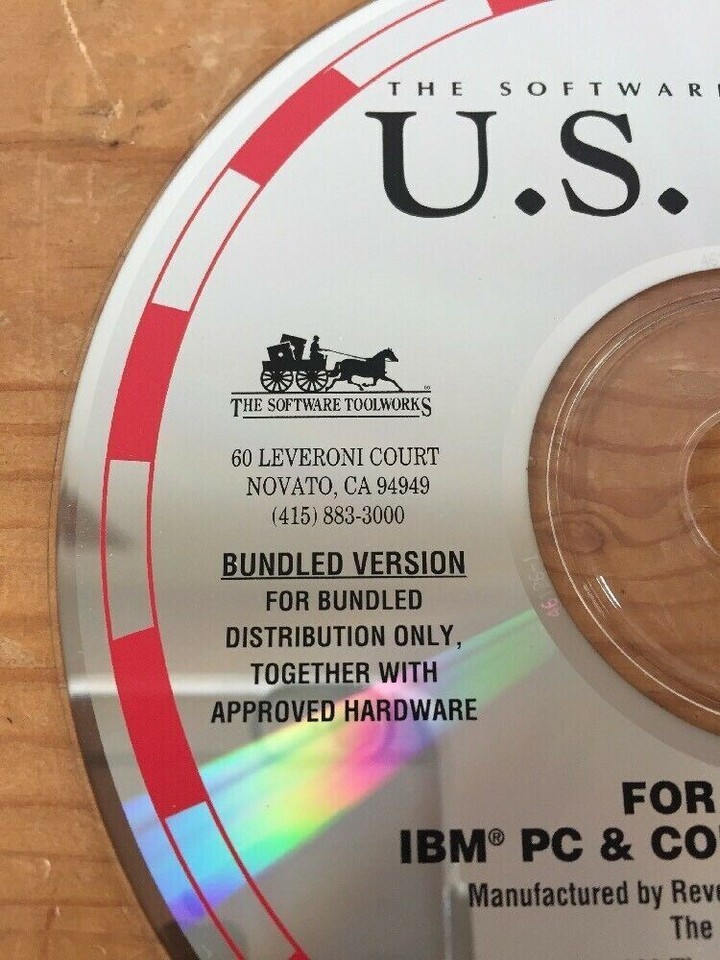 THE SOFTWAR
U.S.
THE SOFTWARE TOOLWORKS
60 LEVERONI COURT
NOVATO, CA 94949
(415) 883-3000
BUNDLED VERSION
FOR BUNDLED
DISTRIBUTION ONLY,
TOGETHER WITH
APPROVED HARDWARE
FOR
IBM® PC & CO
Manufactured by Reve
The